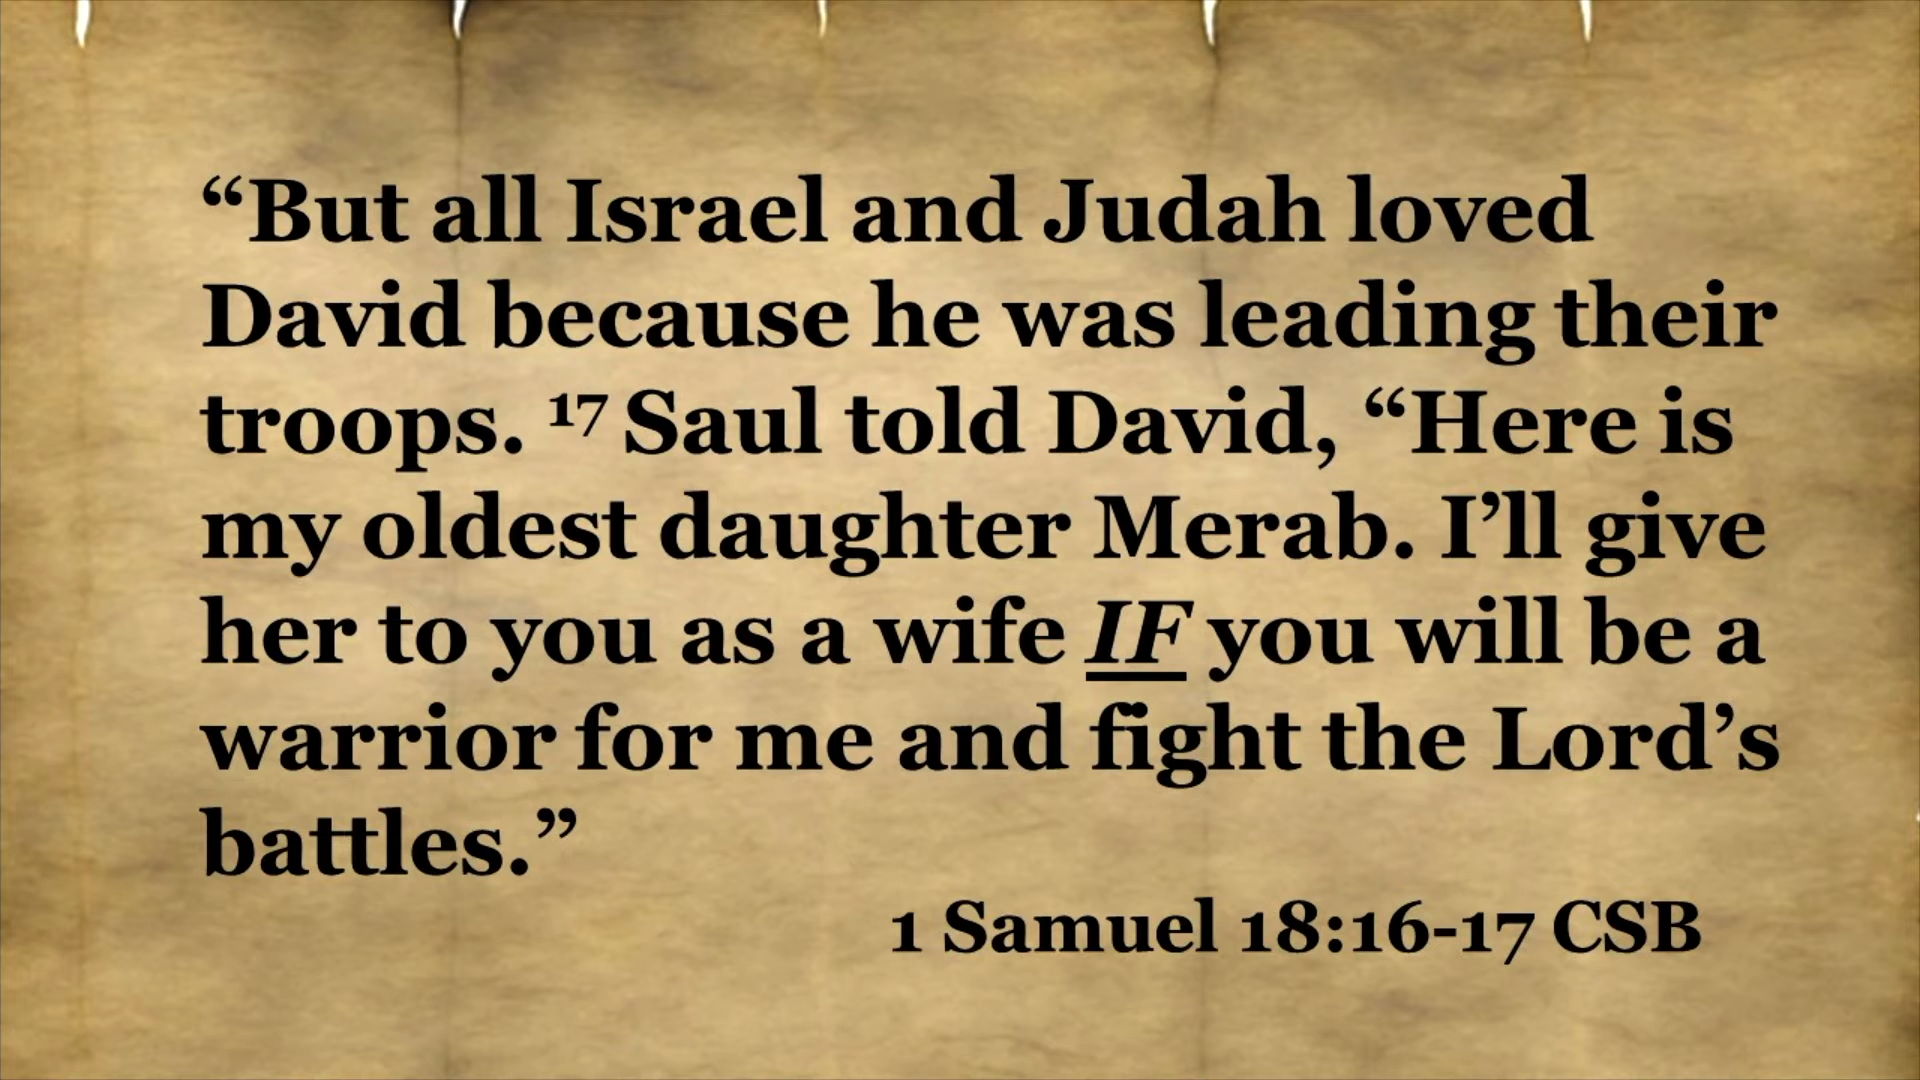 “But all Israel and Judah loved
David because he was leading their
troops. ¹⁷ Saul told David, “Here is
my oldest daughter Merab. I’ll give
her to you as a wife IF you will be a
warrior for me and fight the Lord’s
battles.”
1 Samuel 18:16-17 CSB